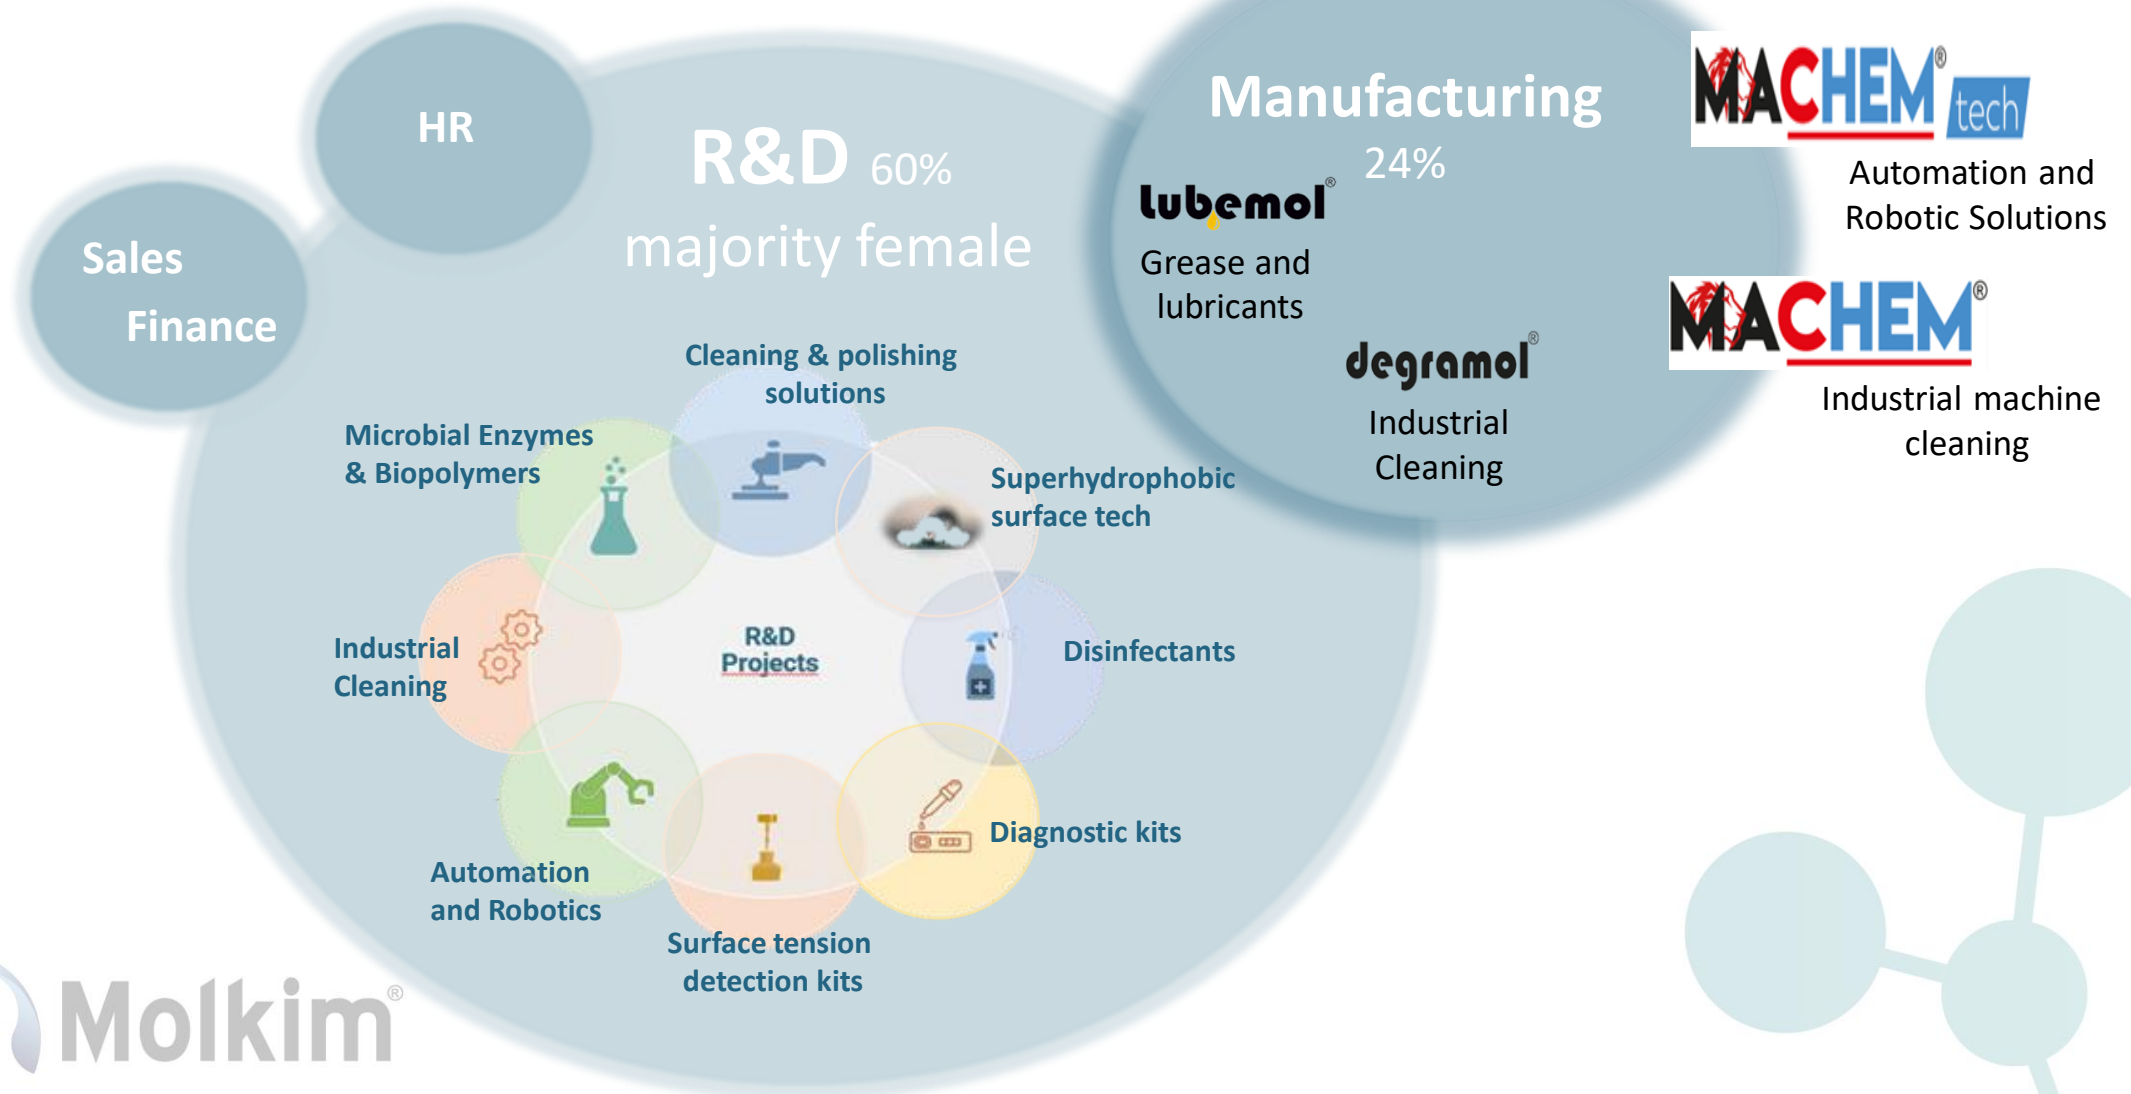 HR
Sales
Finance
R&D 60%
majority female
Manufacturing
24%
lubemol®
Grease and
lubricants
degramol®
Industrial
Cleaning
MACHEM® tech
Automation and
Robotic Solutions
MACHEM®
Industrial machine
cleaning
Cleaning & polishing
solutions
Microbial Enzymes
& Biopolymers
Superhydrophobic
surface tech
Industrial
Cleaning
R&D
Projects
Disinfectants
Diagnostic kits
Automation
and Robotics
Surface tension
detection kits
Molkim®